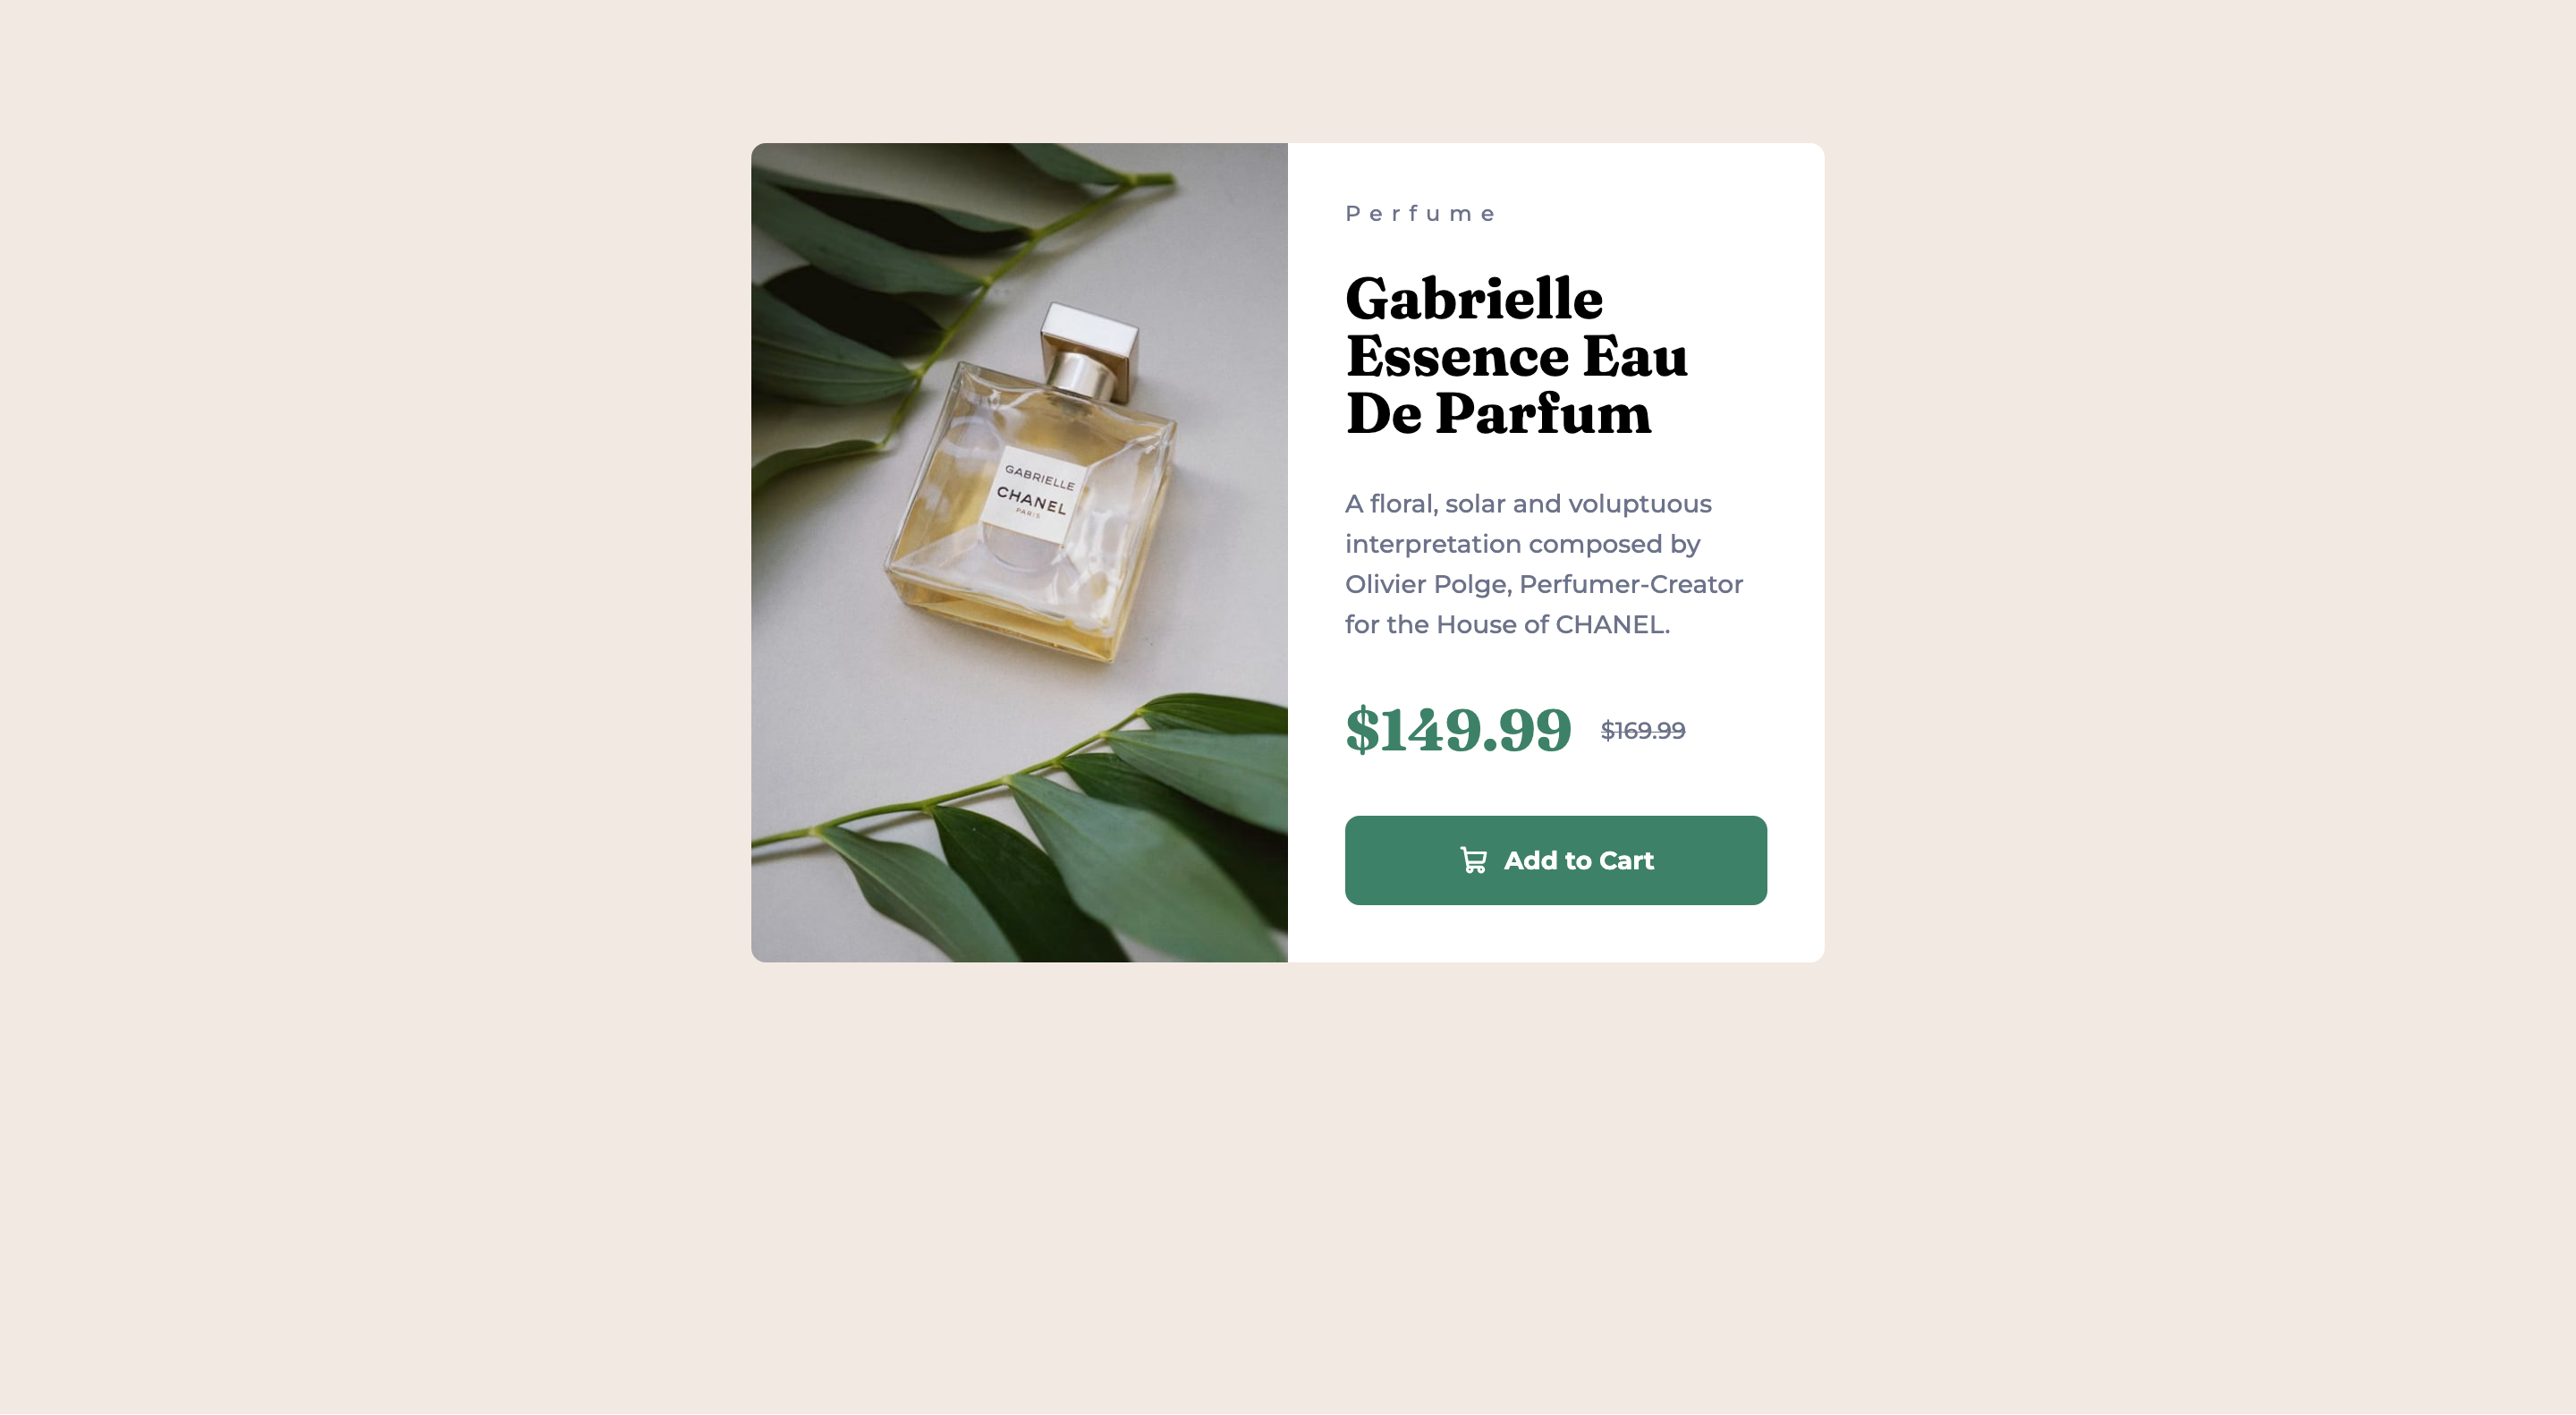 GABRIELLE
CHANEL
PARIS
Perfume
Gabrielle
Essence Eau
De Parfum
A floral, solar and voluptuous
interpretation composed by
Olivier Polge, Perfumer-Creator
for the House of CHANEL.
$149.99 $169.99
Add to Cart